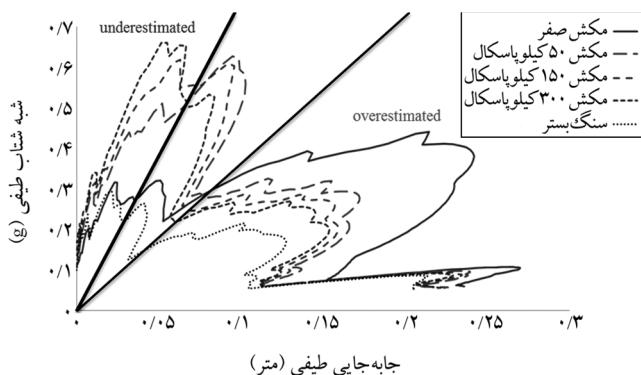 underestimated
overestimated
مکش صفر
مکش ۵۰ کیلوپاسکال
مکش ۱۵۰ کیلوپاسکال
مکش ۳۰۰ کیلوپاسکال
سنگ‌بستر
۰/۷
۰/۶
۰/۵
۰/۴
۰/۳
۰/۲
۰/۱
۰
شبه شتاب طیفی (g)
۰ ۰/۰۵ ۰/۱ ۰/۱۵ ۰/۲ ۰/۲۵ ۰/۳
جابه‌جایی طیفی (متر)